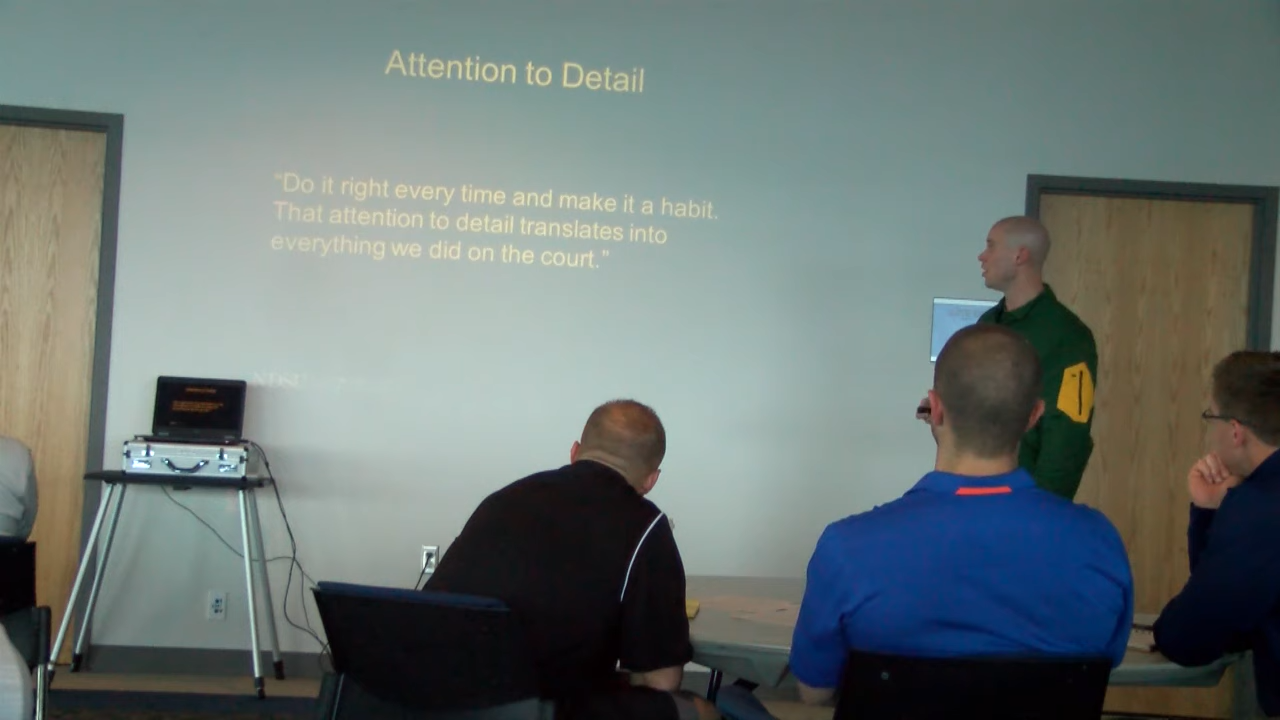 Attention to Detail
“Do it right every time and make it a habit.
That attention to detail translates into
everything we did on the court.”
NDSU